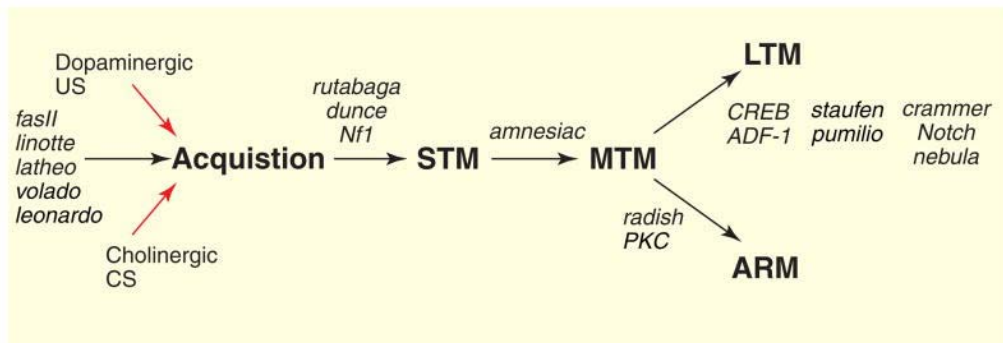 Dopaminergic
US
fasII
linotte
latheo
volado
leonardo
Cholinergic
CS
Acquistion
rutabaga
dunce
Nf1
STM
amnesiac
MTM
LTM
CREB
ADF-1
staufen
pumilio
crammer
Notch
nebula
radish
PKC
ARM